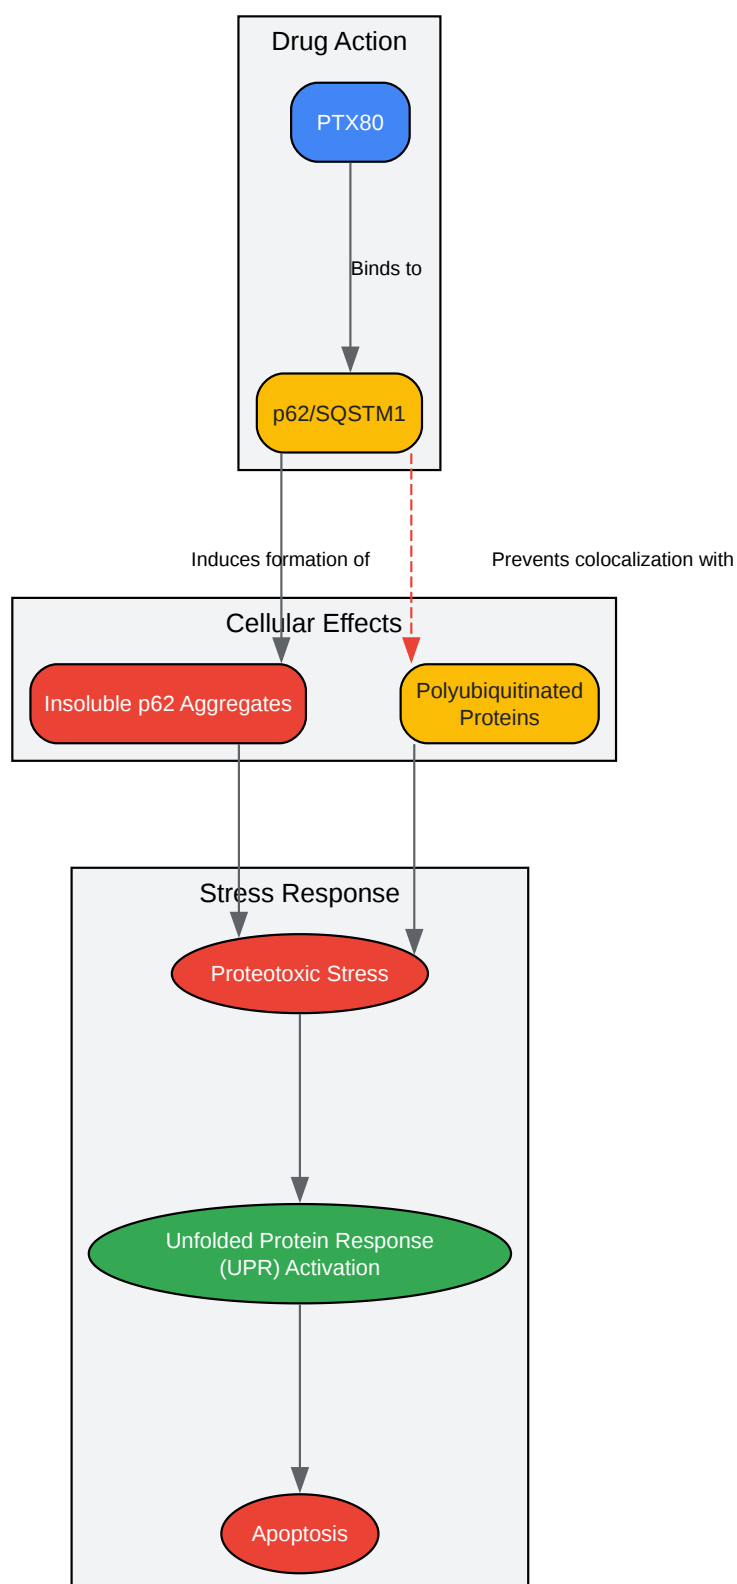 Drug Action
PTX80
Binds to
p62/SQSTM1
Induces formation of
Prevents colocalization with
Cellular Effects
Insoluble p62 Aggregates
Polyubiquitinated
Proteins
Stress Response
Proteotoxic Stress
Unfolded Protein Response
(UPR) Activation
Apoptosis